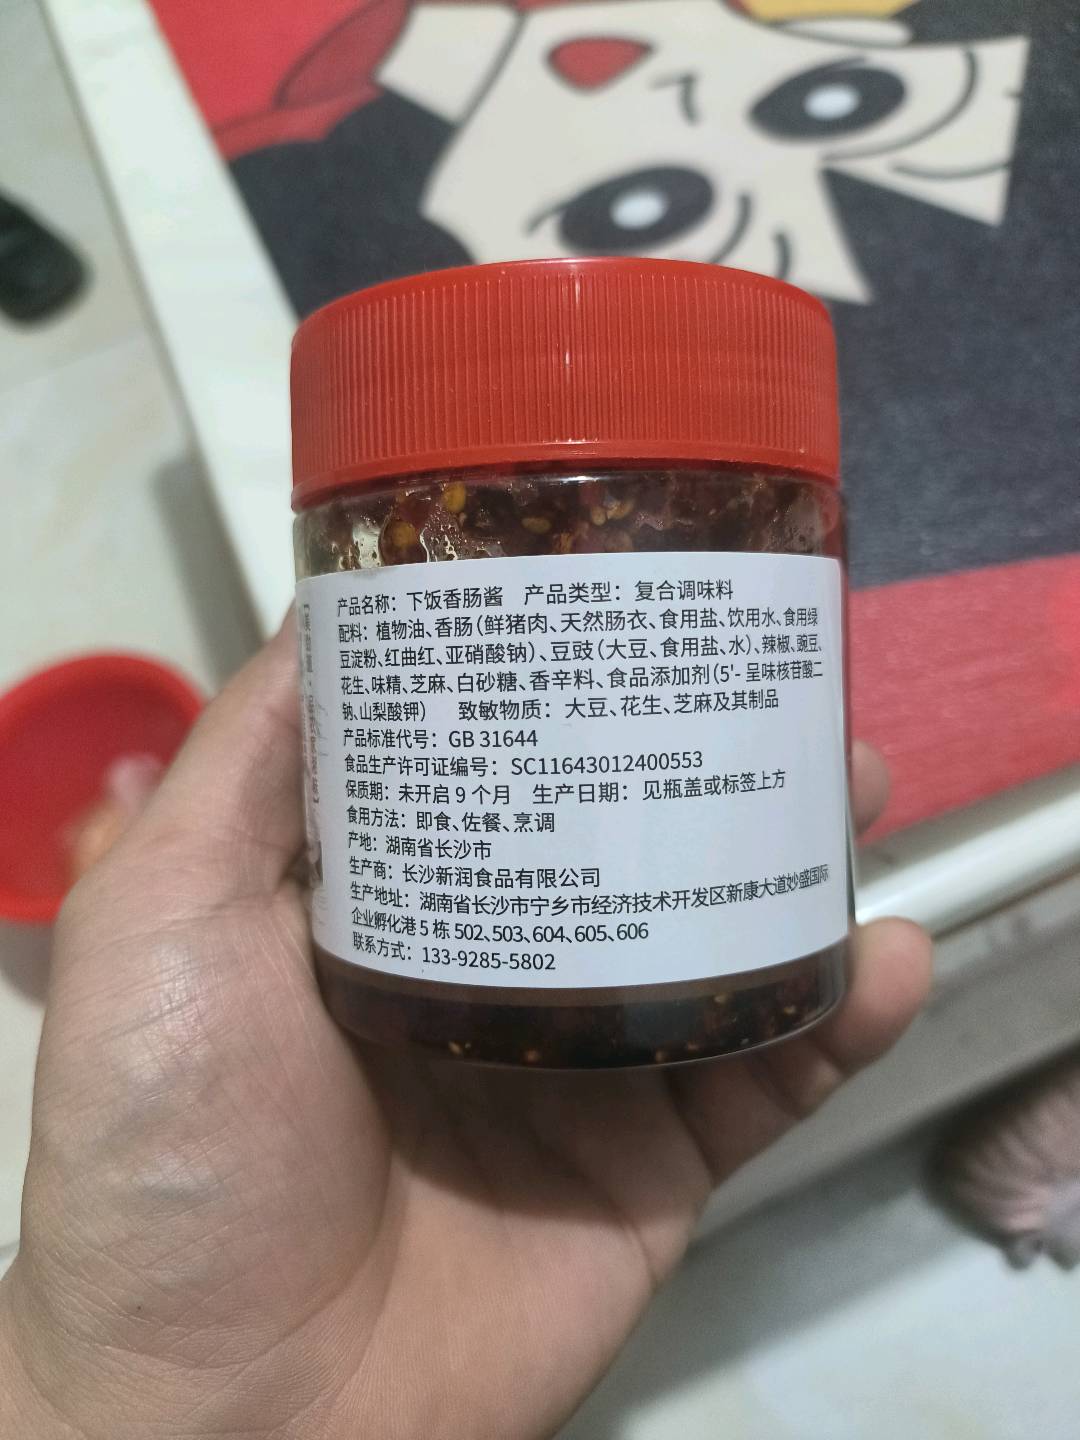 产品名称：下饭香肠酱　产品类型：复合调味料
配料：植物油、香肠（鲜猪肉、天然肠衣、食用盐、饮用水、食用绿
豆淀粉、红曲红、亚硝酸钠）、豆豉（大豆、食用盐、水）、辣椒、豌豆、
花生、味精、芝麻、白砂糖、香辛料、食品添加剂（5'- 呈味核苷酸二
钠、山梨酸钾）　致敏物质：大豆、花生、芝麻及其制品
产品标准代号：GB 31644
食品生产许可证编号：SC11643012400553
保质期：未开启 9 个月　生产日期：见瓶盖或标签上方
食用方法：即食、佐餐、烹调
产地：湖南省长沙市
生产商：长沙新润食品有限公司
生产地址：湖南省长沙市宁乡市经济技术开发区新康大道妙盛国际
企业孵化港 5 栋 502、503、604、605、606
联系方式：133-9285-5802